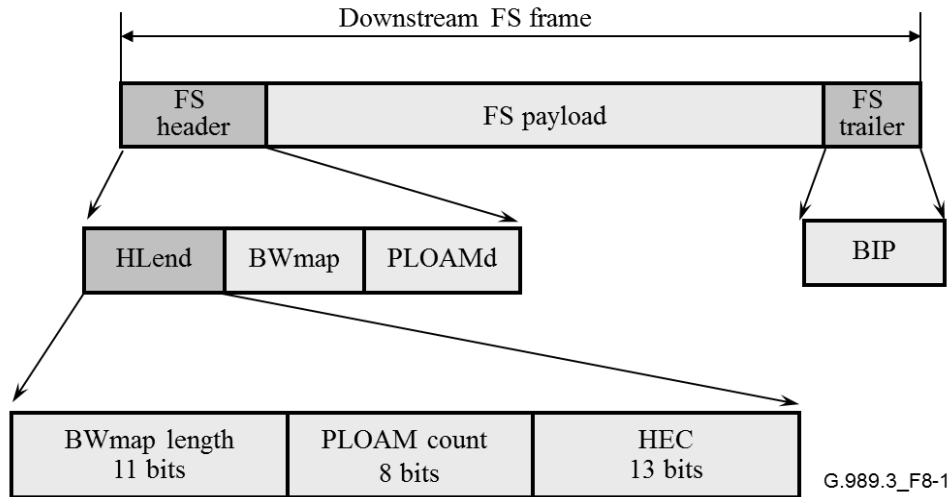 Downstream FS frame
FS
header
FS payload
FS
trailer
HLend
BWmap
PLOAMd
BIP
BWmap length
11 bits
PLOAM count
8 bits
HEC
13 bits
G.989.3_F8-1